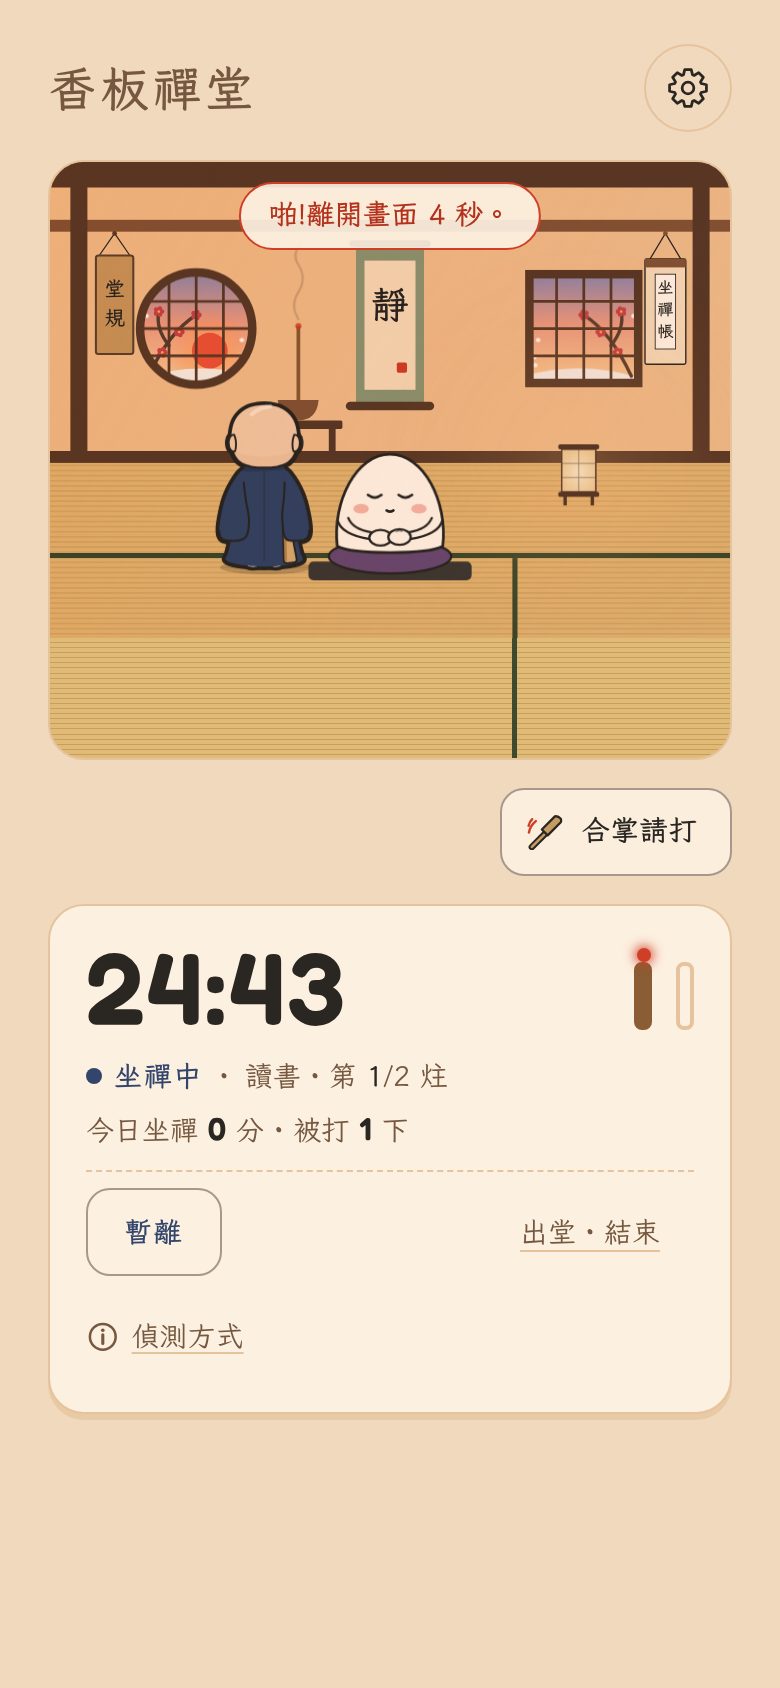 香板禪堂
啪!離開畫面 4 秒。
堂規
靜
坐禪帳
合掌請打
24:43
坐禪中 · 讀書 · 第 1/2 炷
今日坐禪 0 分 · 被打 1 下
暫離
出堂 · 結束
偵測方式